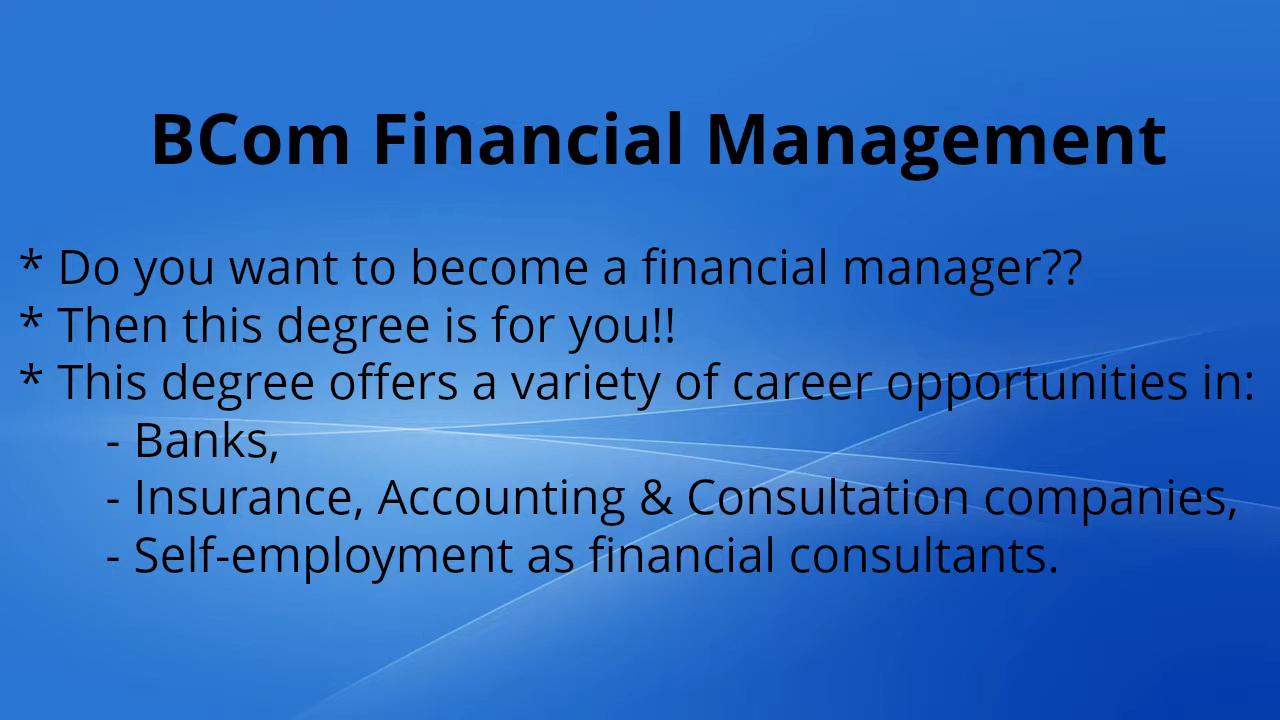 BCom Financial Management
* Do you want to become a financial manager??
* Then this degree is for you!!
* This degree offers a variety of career opportunities in:
- Banks,
- Insurance, Accounting & Consultation companies,
- Self-employment as financial consultants.